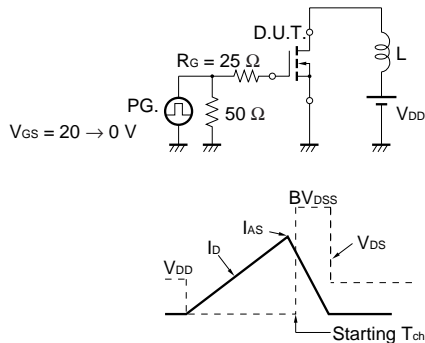 D.U.T.
RG = 25 Ω
L
PG.
50 Ω
VDD
VGS = 20 → 0 V
BVDSS
IAS
ID
VDS
VDD
Starting Tch